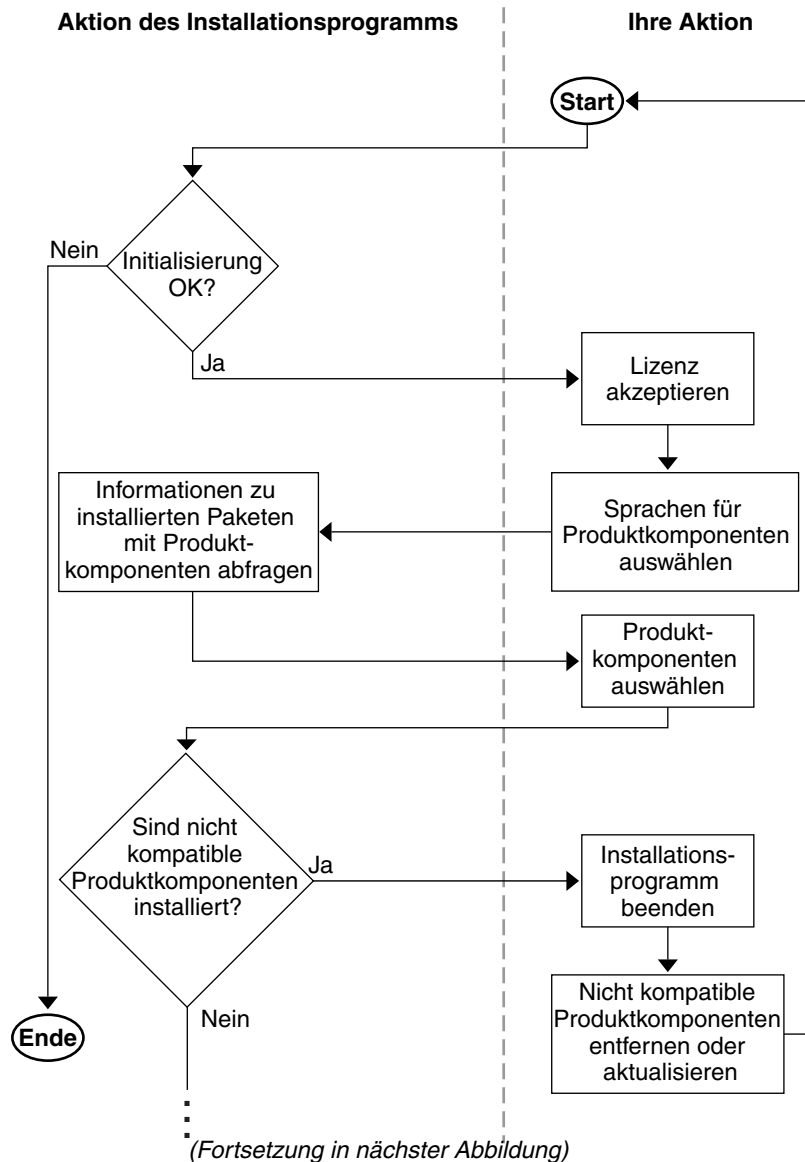 Aktion des Installationsprogramms
Ihre Aktion
Start
Nein
Initialisierung
OK?
Ja
Lizenz
akzeptieren
Informationen zu
installierten Paketen
mit Produkt-
komponenten abfragen
Sprachen für
Produktkomponenten
auswählen
Produkt-
komponenten
auswählen
Sind nicht
kompatible
Produktkomponenten
installiert?
Ja
Installations-
programm
beenden
Nein
Ende
Nicht kompatible
Produktkomponenten
entfernen oder
aktualisieren
(Fortsetzung in nächster Abbildung)